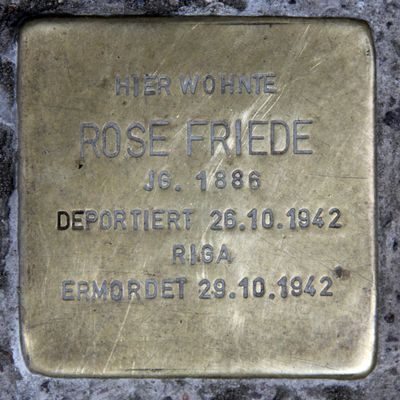 HIER WOHNTE
ROSE FRIEDE
JG. 1886
DEPORTIERT 26.10.1942
RIGA
ERMORDET 29.10.1942